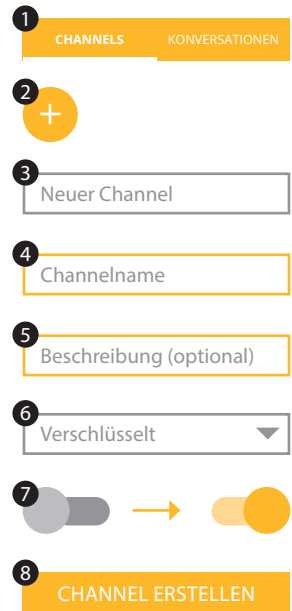 1
CHANNELS KONVERSATIONEN
2
+
3
Neuer Channel
4
Channelname
5
Beschreibung (optional)
6
Verschlüsselt
7
8
CHANNEL ERSTELLEN